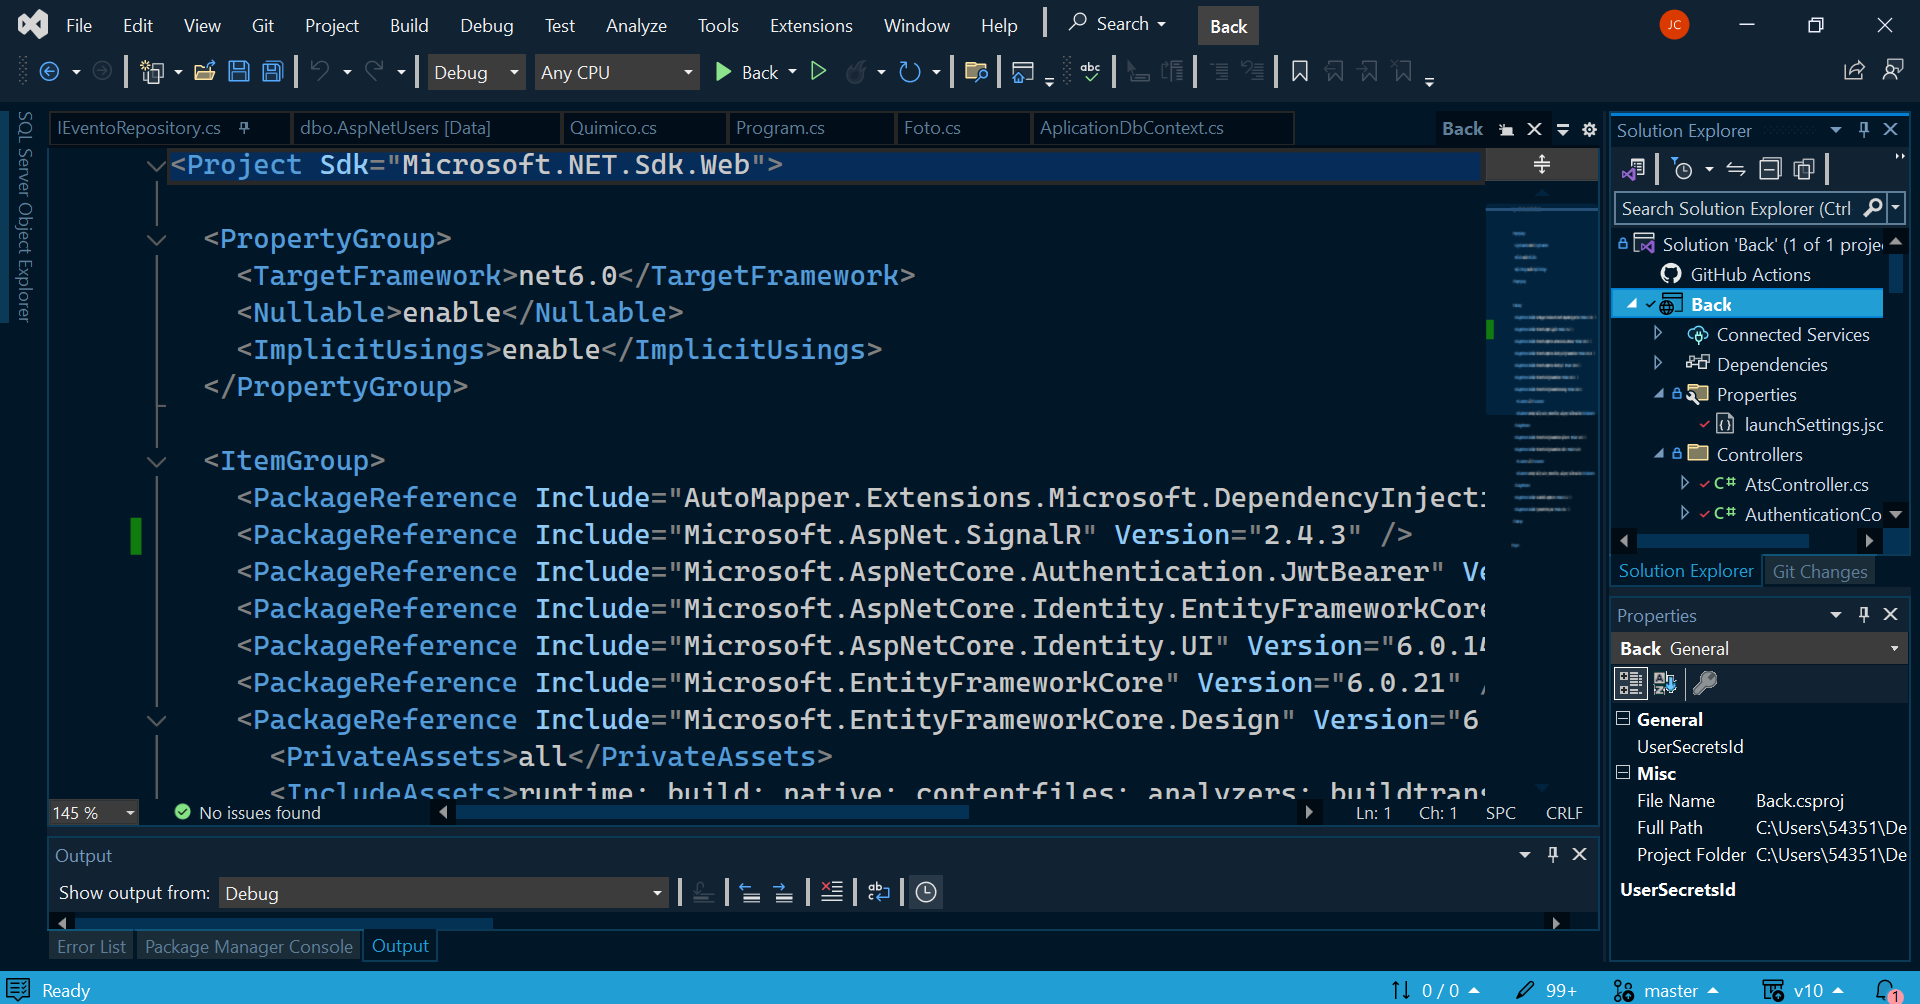 File Edit View Git Project Build Debug Test Analyze Tools Extensions Window Help Search Back JC
Debug Any CPU Back abc
SQL Server Object Explorer
IEventoRepository.cs dbo.AspNetUsers [Data] Quimico.cs Program.cs Foto.cs AplicationDbContext.cs Back
<Project Sdk="Microsoft.NET.Sdk.Web">
<PropertyGroup>
<TargetFramework>net6.0</TargetFramework>
<Nullable>enable</Nullable>
<ImplicitUsings>enable</ImplicitUsings>
</PropertyGroup>
<ItemGroup>
<PackageReference Include="AutoMapper.Extensions.Microsoft.DependencyInjecti
<PackageReference Include="Microsoft.AspNet.SignalR" Version="2.4.3" />
<PackageReference Include="Microsoft.AspNetCore.Authentication.JwtBearer" Ve
<PackageReference Include="Microsoft.AspNetCore.Identity.EntityFrameworkCore
<PackageReference Include="Microsoft.AspNetCore.Identity.UI" Version="6.0.14
<PackageReference Include="Microsoft.EntityFrameworkCore" Version="6.0.21" /
<PackageReference Include="Microsoft.EntityFrameworkCore.Design" Version="6
<PrivateAssets>all</PrivateAssets>
<IncludeAssets>runtime; build; native; contentfiles; analyzers; buildtrans
145 % No issues found Ln: 1 Ch: 1 SPC CRLF
Output
Show output from: Debug
Error List Package Manager Console Output
Solution Explorer
Search Solution Explorer (Ctrl
Solution 'Back' (1 of 1 proje
GitHub Actions
Back
Connected Services
Dependencies
Properties
launchSettings.jsc
Controllers
C# AtsController.cs
C# AuthenticationCo
Solution Explorer Git Changes
Properties
Back General
General
UserSecretsId
Misc
File Name Back.csproj
Full Path C:\Users\54351\De
Project Folder C:\Users\54351\De
UserSecretsId
Ready 0 / 0 99+ master v10 1